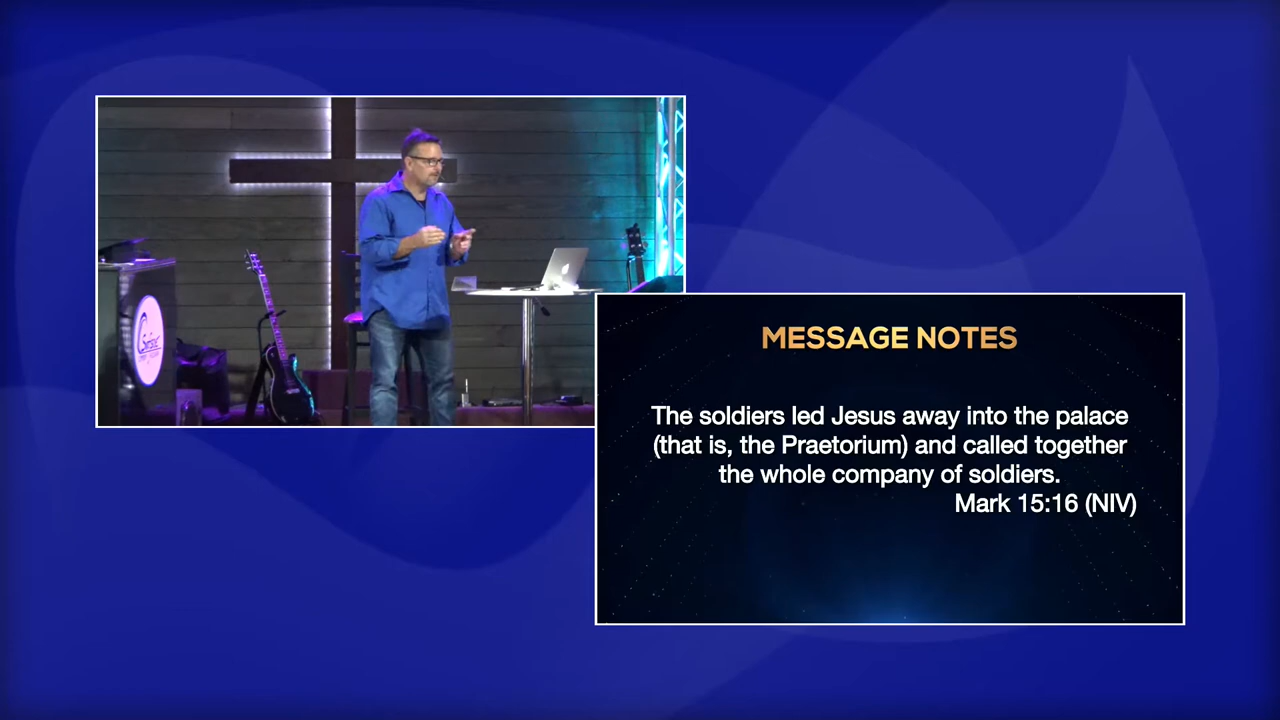 MESSAGE NOTES
The soldiers led Jesus away into the palace
(that is, the Praetorium) and called together
the whole company of soldiers.
Mark 15:16 (NIV)